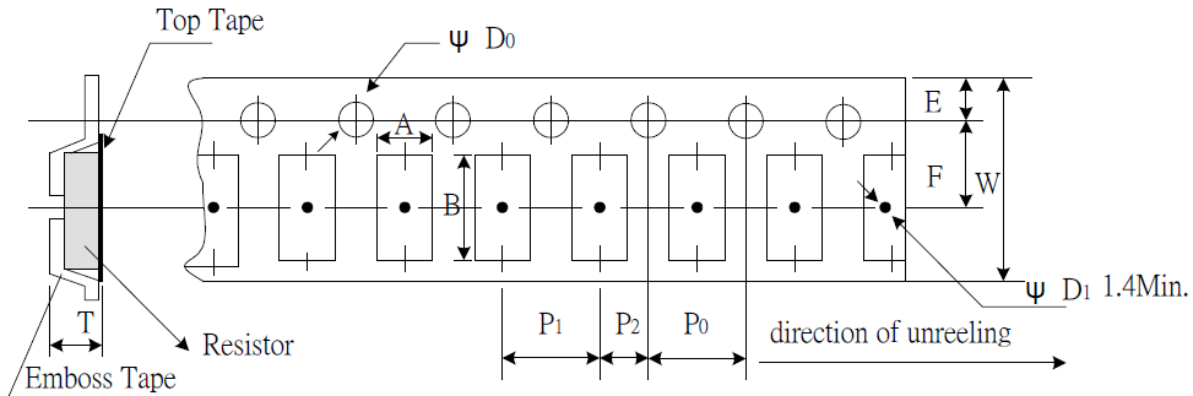 Top Tape
Ψ D0
A
E
F
W
B
Ψ D1 1.4Min.
T
P1
P2
P0
Resistor
direction of unreeling
Emboss Tape